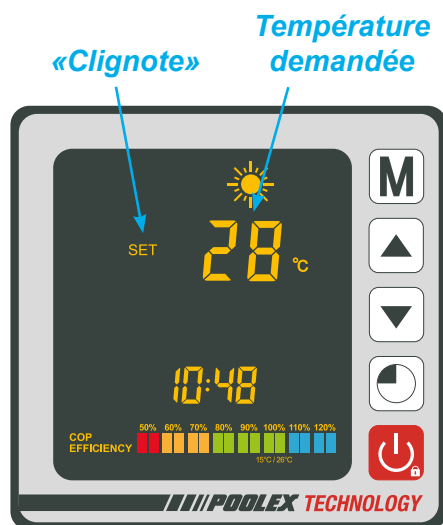 Température
«Clignote» demandée
M
SET 28 °C
10:48
50% 60% 70% 80% 90% 100% 110% 120%
COP
EFFICIENCY
15°C / 26°C
POOLEX TECHNOLOGY